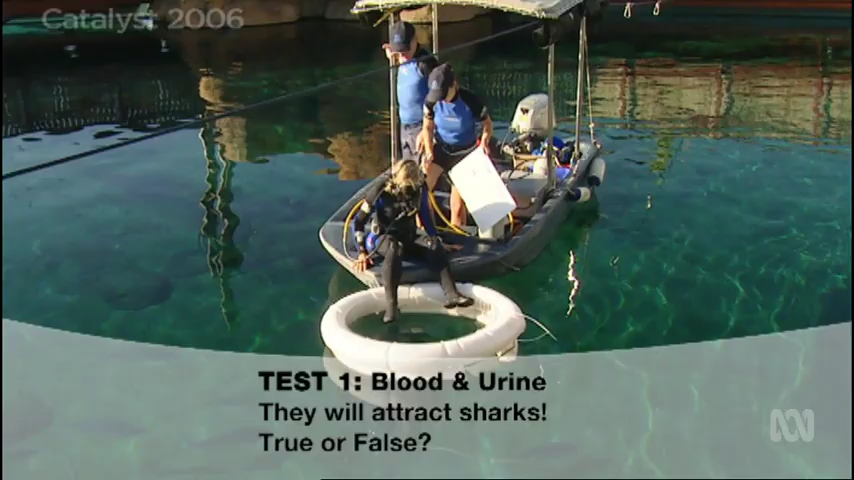 Catalyst 2006
TEST 1: Blood & Urine
They will attract sharks!
True or False?